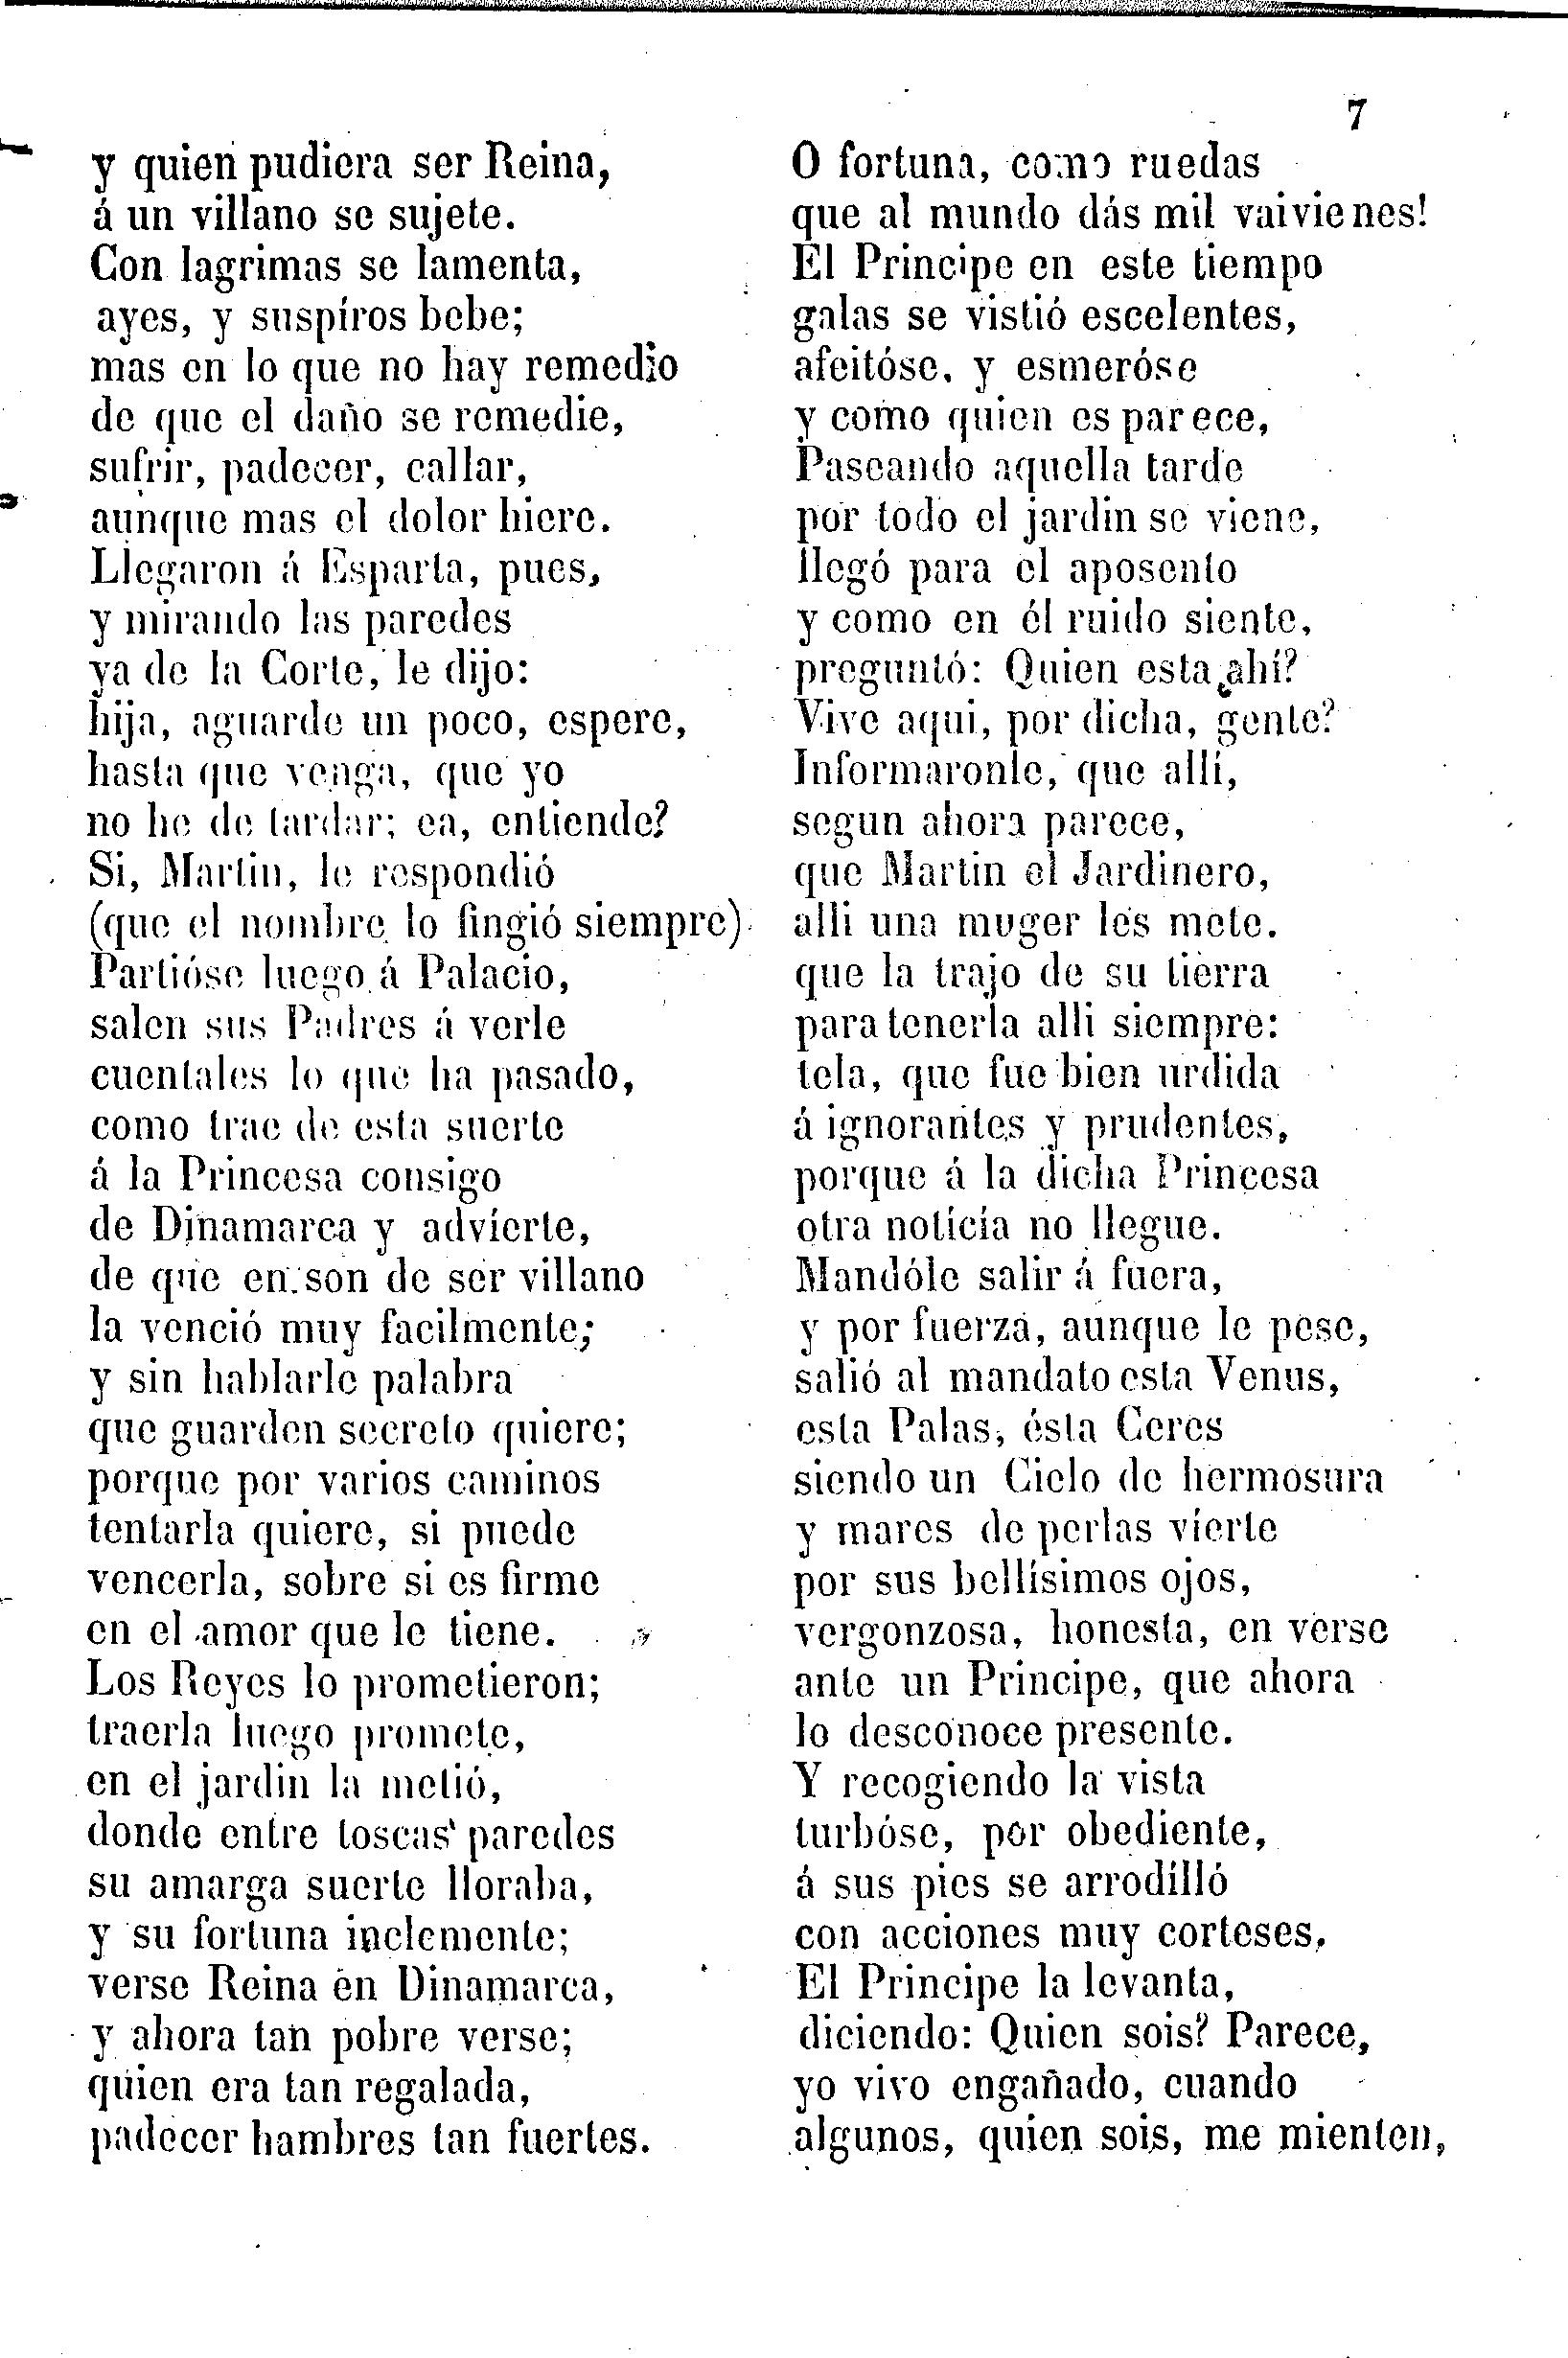 7
y quien pudiera ser Reina,
á un villano se sujete.
Con lagrimas se lamenta,
ayes, y suspíros bebe;
mas en lo que no hay remedio
de que el daño se remedie,
sufrir, padecer, callar,
aunque mas el dolor hiere.
Llegaron á Esparta, pues,
y mirando las paredes
ya de la Corte, le dijo:
hija, aguarde un poco, espere,
hasta que venga, que yo
no he de tardar; ea, entiende?
Si, Martin, le respondió
(que el nombre lo fingió siempre)
Partióse luego á Palacio,
salen sus Padres á verle
cuentales lo que ha pasado,
como trae de esta suerte
á la Princesa consigo
de Dinamarca y advíerte,
de que en son de ser villano
la venció muy facilmente;
y sin hablarle palabra
que guarden secreto quiere;
porque por varios caminos
tentarla quiere, si puede
vencerla, sobre si es firme
en el amor que le tiene.
Los Reyes lo prometieron;
traerla luego promete,
en el jardin la metió,
donde entre toscas paredes
su amarga suerte lloraba,
y su fortuna inclemente;
verse Reina en Dinamarca,
y ahora tan pobre verse;
quien era tan regalada,
padecer hambres tan fuertes.
O fortuna, como ruedas
que al mundo dás mil vaivienes!
El Principe en este tiempo
galas se vistió escelentes,
afeitóse, y esmeróse
y como quien es parece,
Paseando aquella tarde
por todo el jardin se viene,
llegó para el aposento
y como en él ruido siente,
preguntó: Quien esta ahí?
Vive aqui, por dicha, gente?
Informaronle, que allí,
segun ahora parece,
que Martin el Jardinero,
alli una muger les mete.
que la trajo de su tierra
para tenerla alli siempre:
tela, que fue bien urdida
á ignorantes y prudentes,
porque á la dicha Princesa
otra notícía no llegue.
Mandóle salir á fuera,
y por fuerza, aunque le pese,
salió al mandato esta Venus,
esta Palas, ésta Ceres
siendo un Cielo de hermosura
y mares de perlas víerte
por sus bellísimos ojos,
vergonzosa, honesta, en verse
ante un Principe, que ahora
lo desconoce presente.
Y recogiendo la vista
turbóse, por obediente,
á sus pies se arrodílló
con acciones muy corteses,
El Principe la levanta,
diciendo: Quien sois? Parece,
yo vivo engañado, cuando
algunos, quien sois, me mienten,